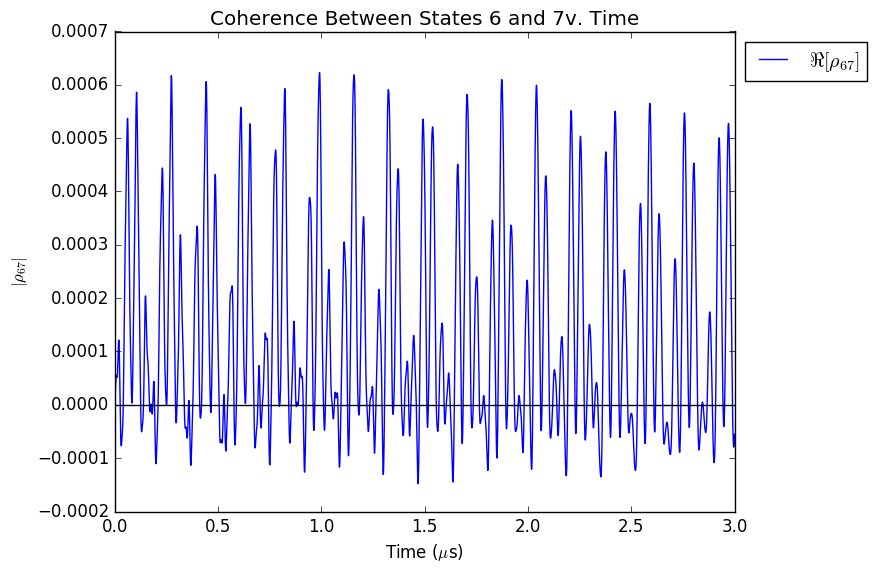 Coherence Between States 6 and 7v. Time
ℜ[ρ₆₇]
0.0007
0.0006
0.0005
0.0004
0.0003
0.0002
0.0001
0.0000
−0.0001
−0.0002
|ρ₆₇|
0.0 0.5 1.0 1.5 2.0 2.5 3.0
Time (μs)